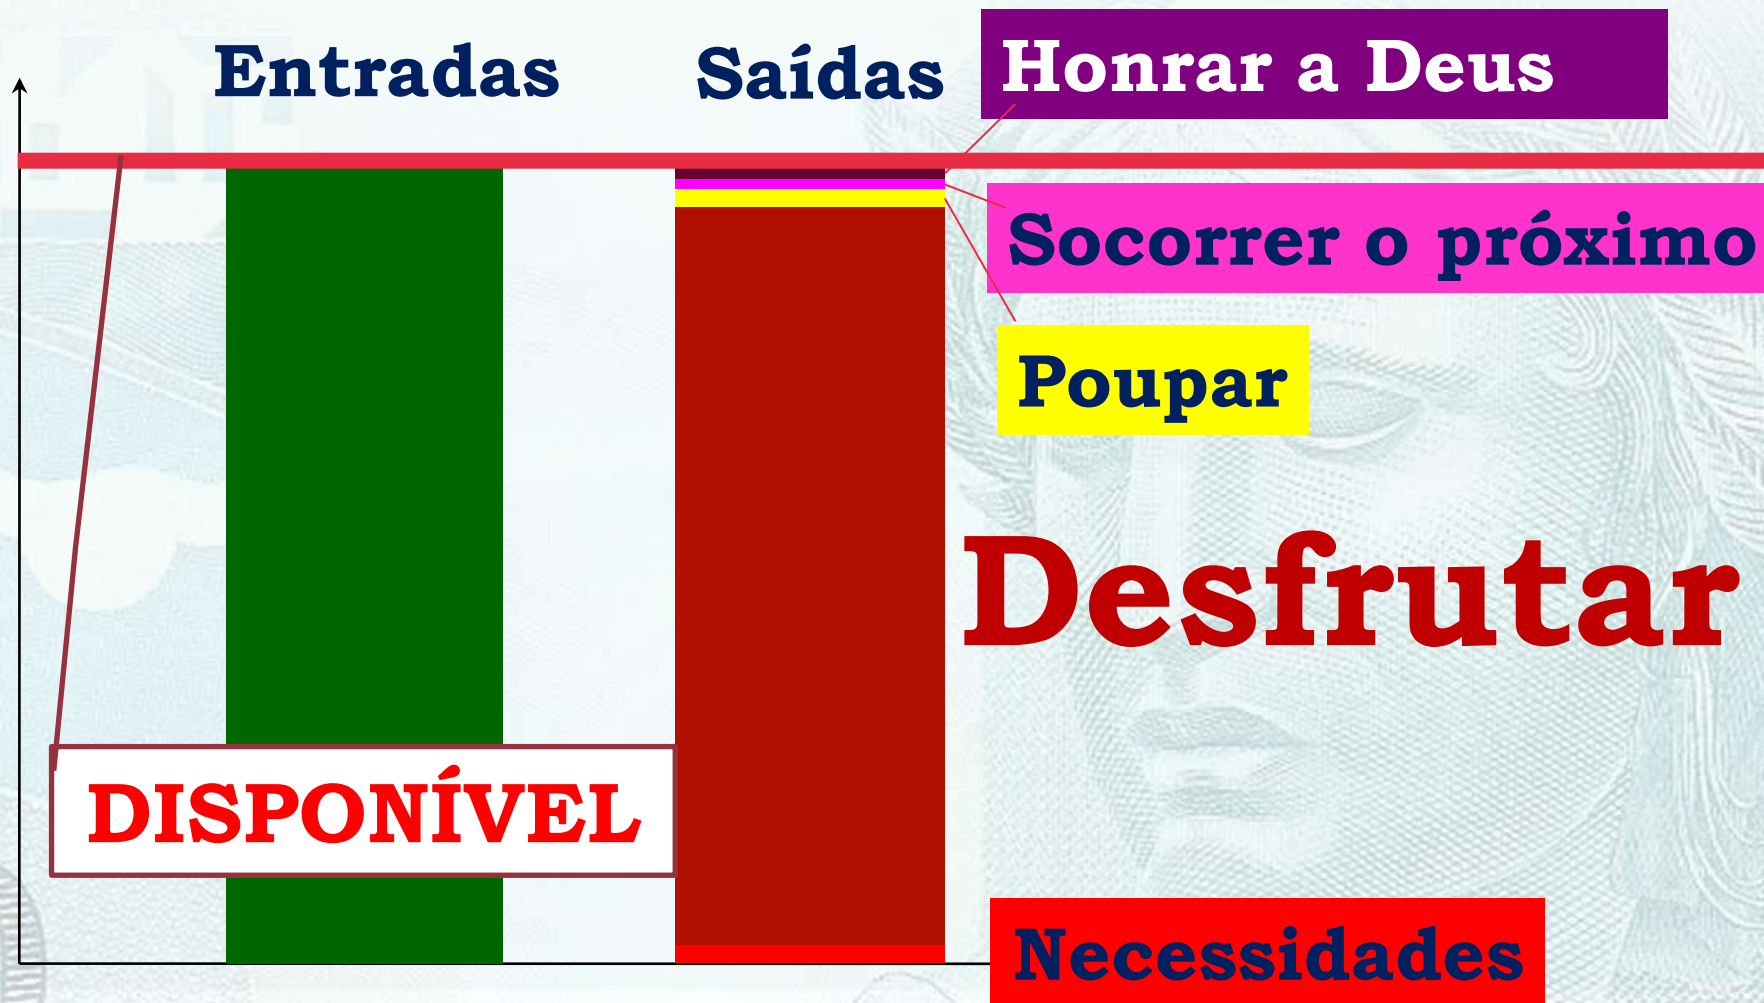 Entradas
Saídas
Honrar a Deus
Socorrer o próximo
Poupar
Desfrutar
DISPONÍVEL
Necessidades